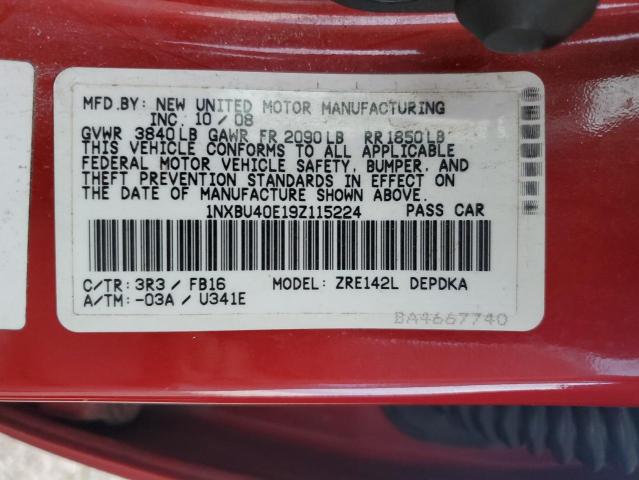 MFD.BY: NEW UNITED MOTOR MANUFACTURING
INC. 10/08
GVWR 3840LB GAWR FR 2090LB RR1850LB
THIS VEHICLE CONFORMS TO ALL APPLICABLE
FEDERAL MOTOR VEHICLE SAFETY, BUMPER, AND
THEFT PREVENTION STANDARDS IN EFFECT ON
THE DATE OF MANUFACTURE SHOWN ABOVE.
1NXBU40E19Z115224 PASS CAR
C/TR: 3R3 / FB16 MODEL: ZRE142L DEPDKA
A/TM: -03A / U341E
BA4667740